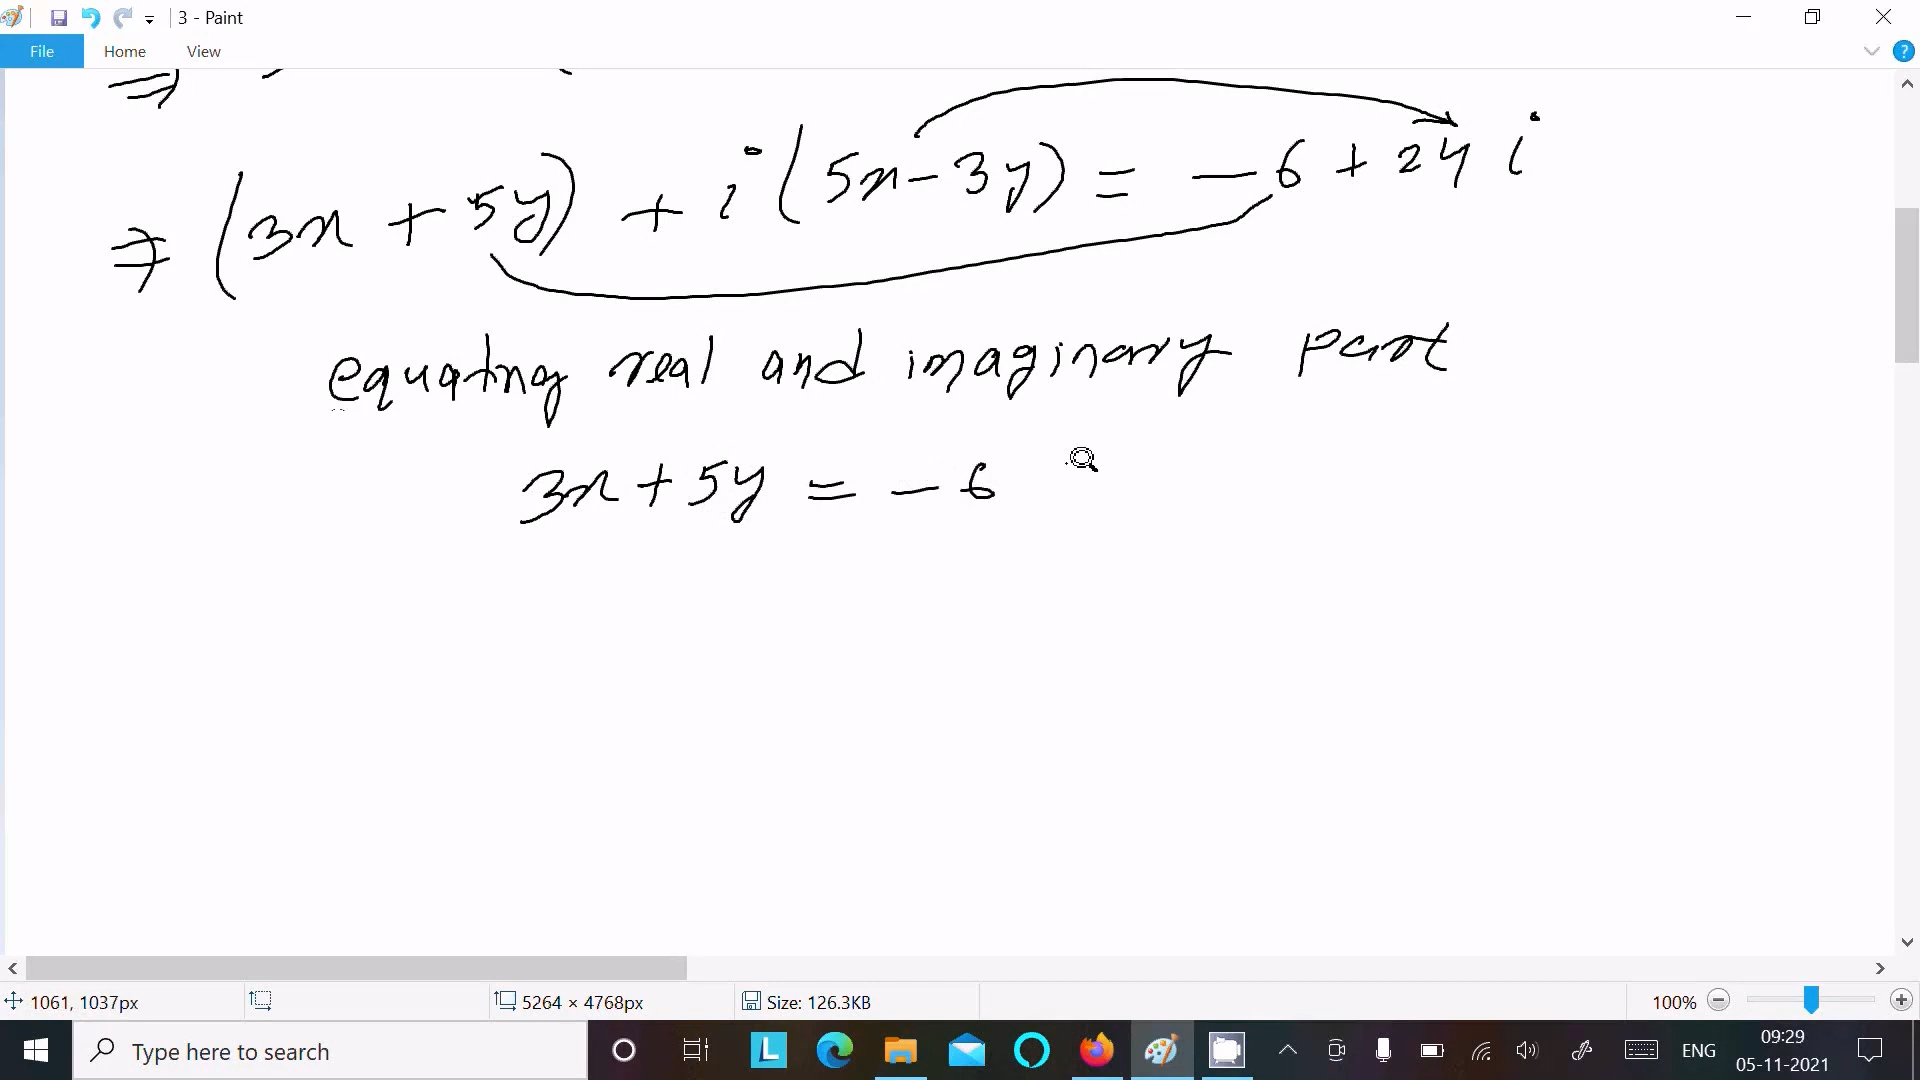 3 - Paint
File Home View
⇒ (3x + 5y) + i (5x - 3y) = - 6 + 24 i
equating real and imaginary part
3x + 5y = - 6
1061, 1037px 5264 × 4768px Size: 126.3KB 100%
Type here to search
ENG
09:29
05-11-2021